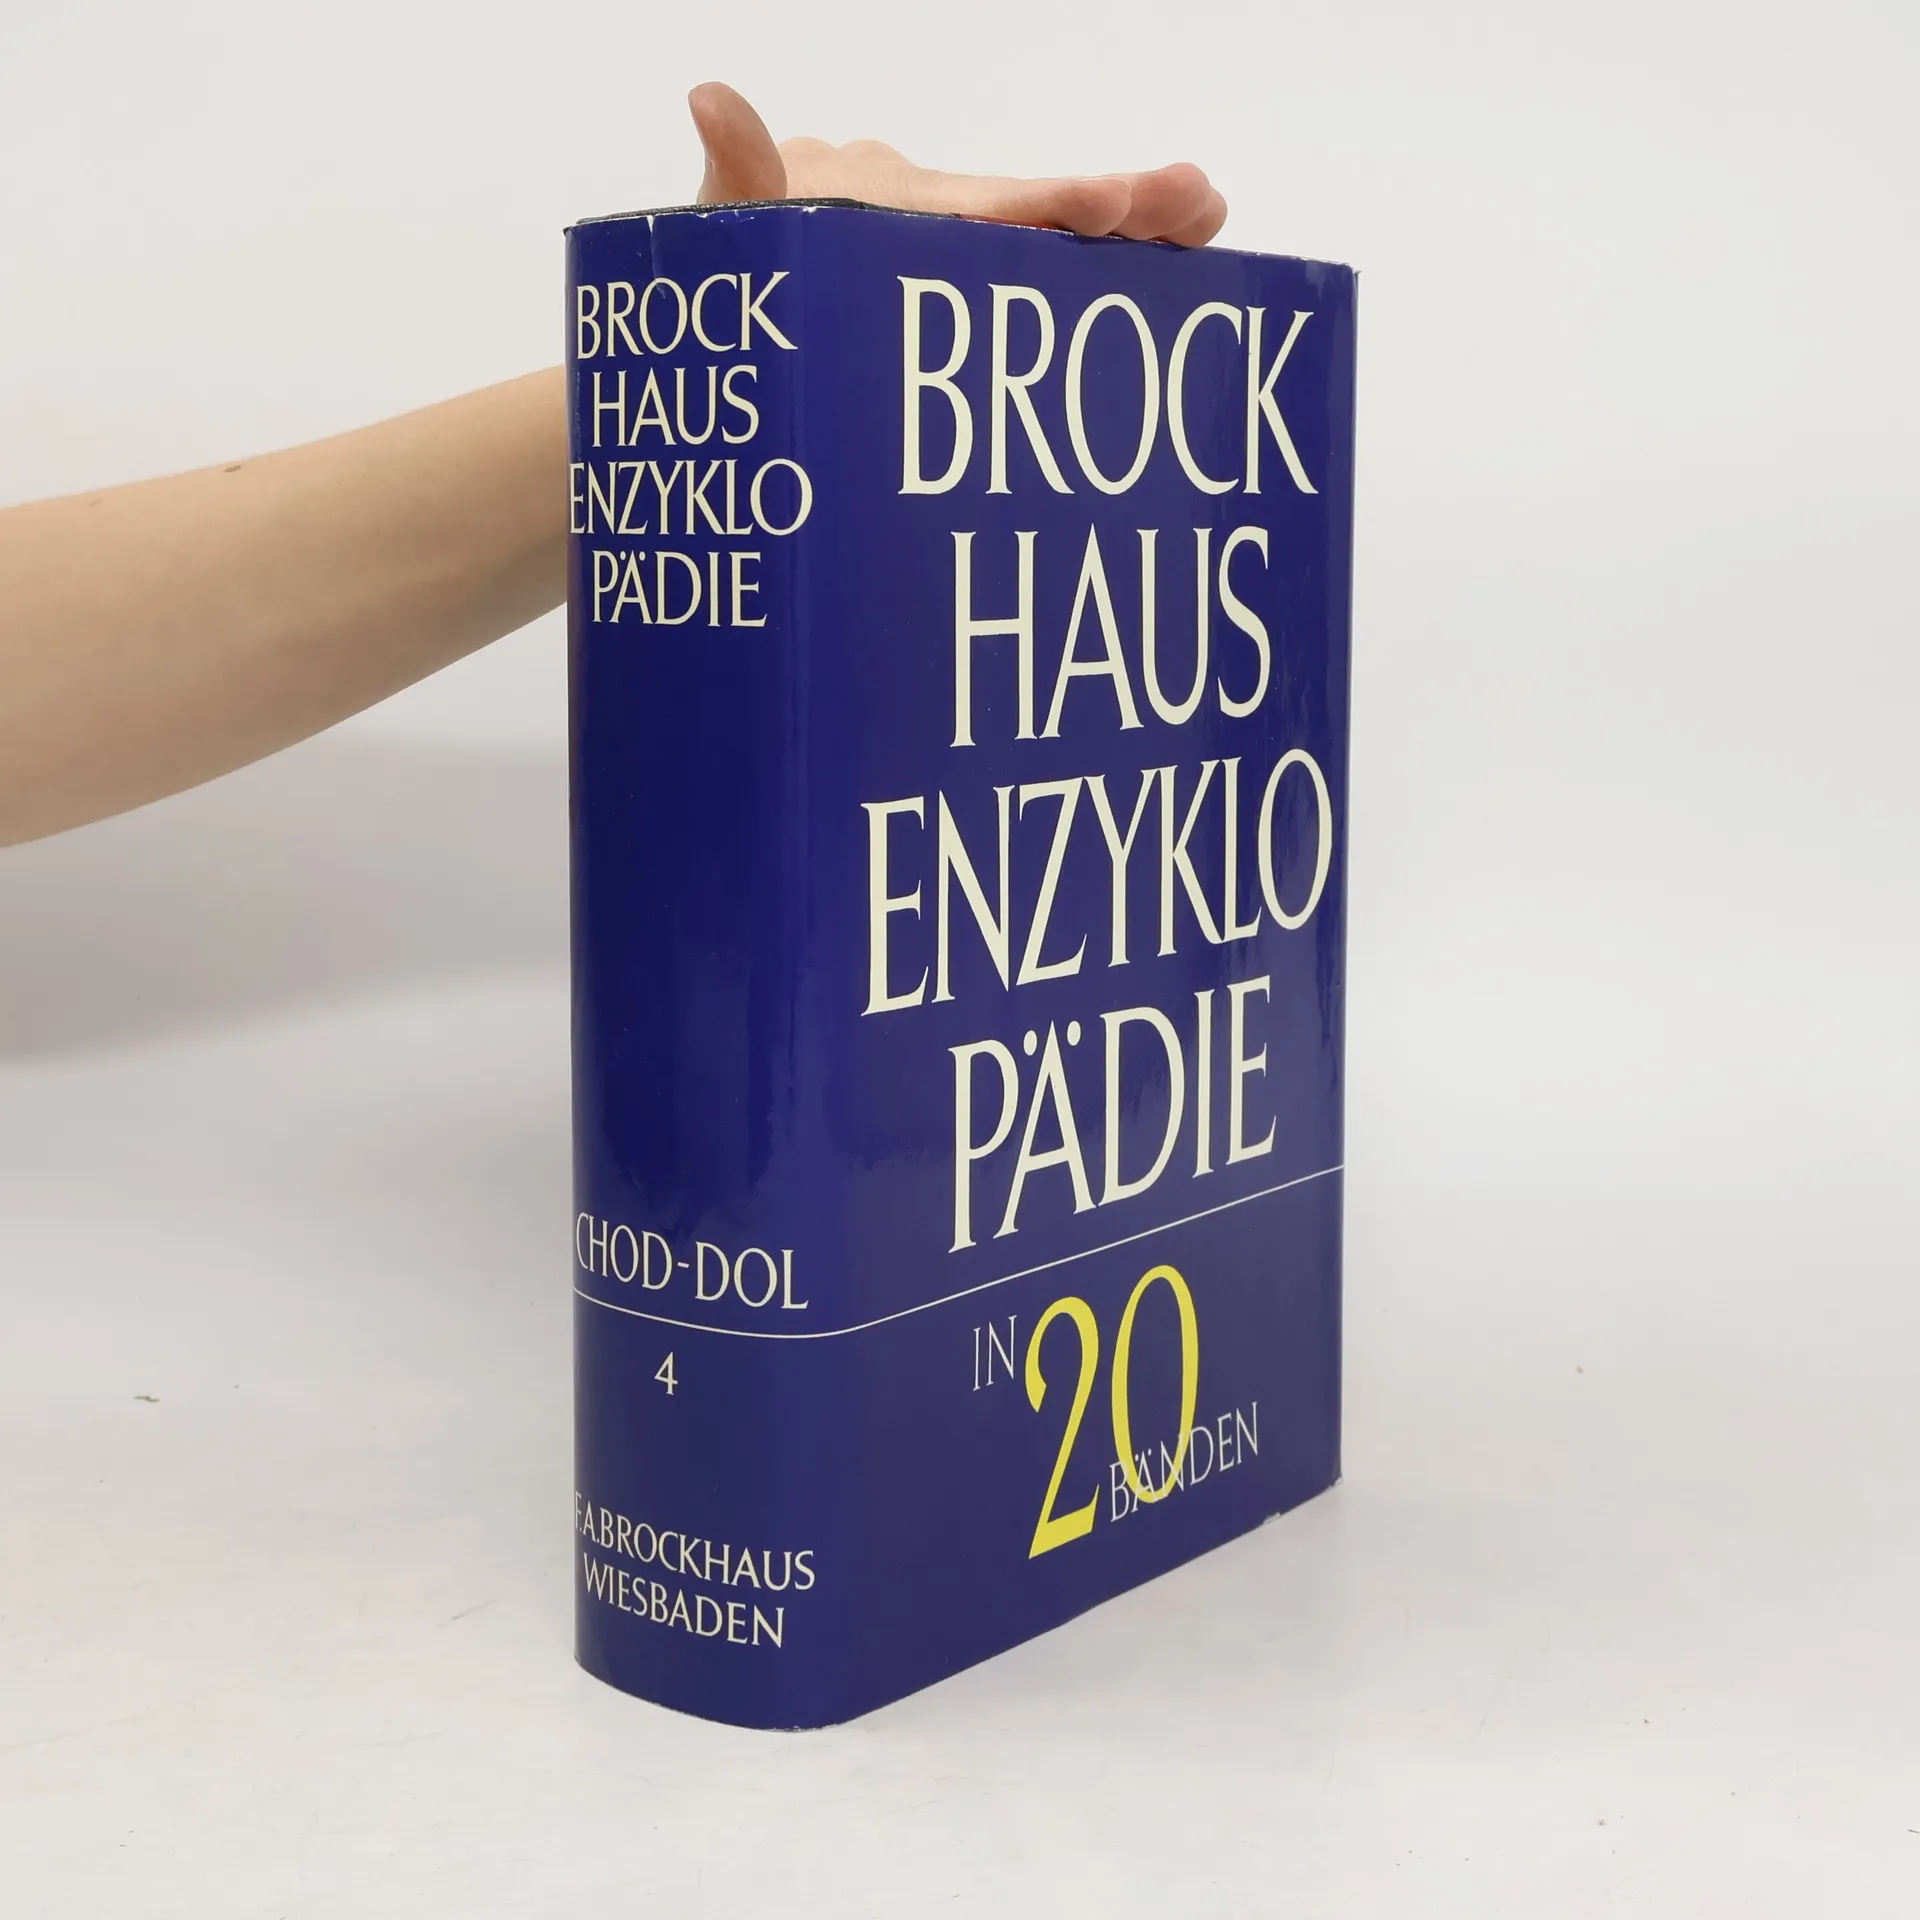 BROCK
HAUS
ENZYKLO
PÄDIE
CHOD-DOL
4
F.A.BROCKHAUS
WIESBADEN
BROCK
HAUS
ENZYKLO
PÄDIE
IN 20 BÄNDEN